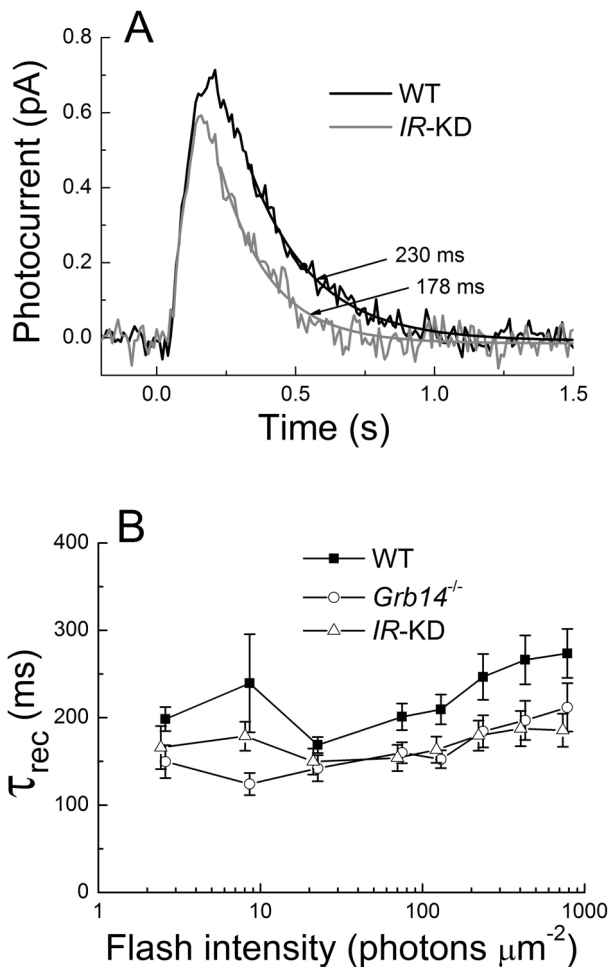 A
0.8
0.6
0.4
0.2
0.0
Photocurrent (pA)
WT
IR-KD
230 ms
178 ms
0.0 0.5 1.0 1.5
Time (s)
B
400
300
200
100
0
τrec (ms)
WT
Grb14-/-
IR-KD
1 10 100 1000
Flash intensity (photons μm-2)